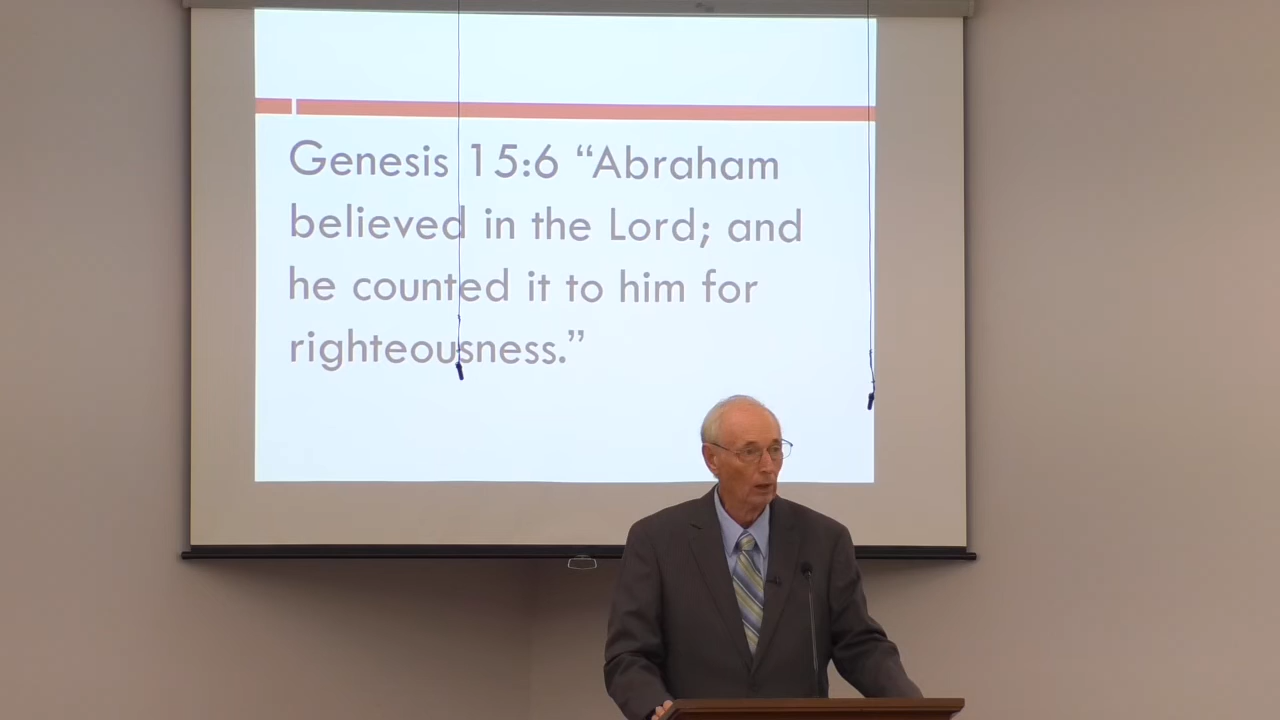 Genesis 15:6 “Abraham
believed in the Lord; and
he counted it to him for
righteousness.”